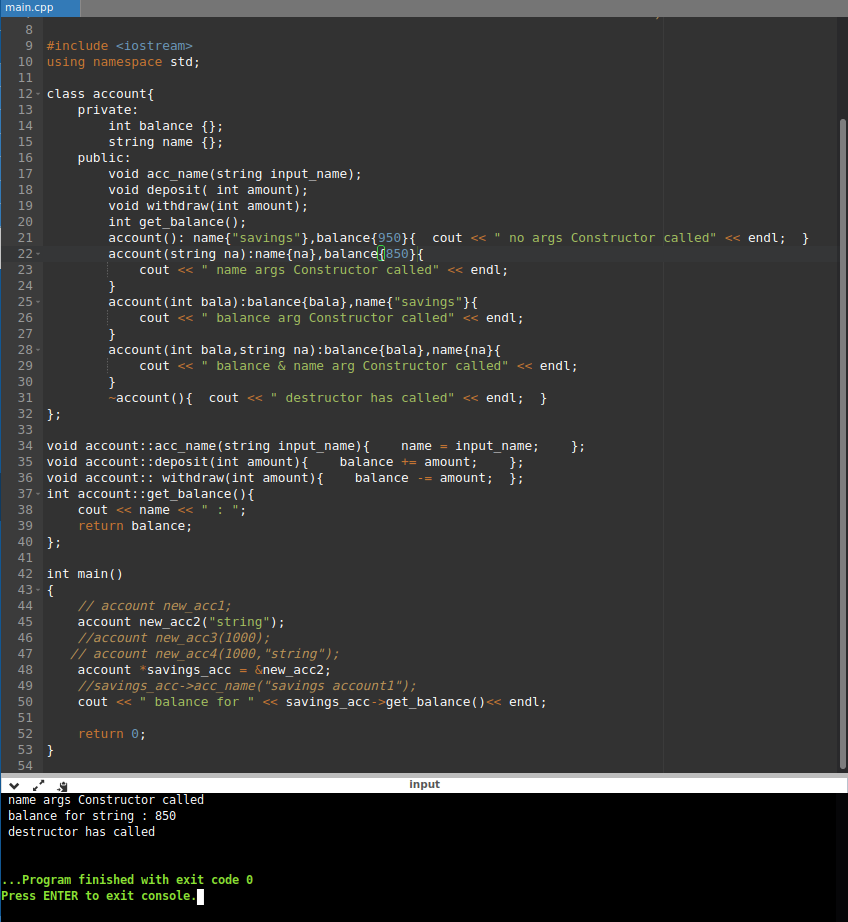 main.cpp
8
9 #include <iostream>
10 using namespace std;
11
12 class account{
13     private:
14         int balance {};
15         string name {};
16     public:
17         void acc_name(string input_name);
18         void deposit( int amount);
19         void withdraw(int amount);
20         int get_balance();
21         account(): name{"savings"},balance{950}{  cout << " no args Constructor called" << endl;  }
22         account(string na):name{na},balance{850}{
23             cout << " name args Constructor called" << endl;
24         }
25         account(int bala):balance{bala},name{"savings"}{
26             cout << " balance arg Constructor called" << endl;
27         }
28         account(int bala,string na):balance{bala},name{na}{
29             cout << " balance & name arg Constructor called" << endl;
30         }
31         ~account(){  cout << " destructor has called" << endl;  }
32 };
33
34 void account::acc_name(string input_name){    name = input_name;    };
35 void account::deposit(int amount){    balance += amount;    };
36 void account:: withdraw(int amount){    balance -= amount;  };
37 int account::get_balance(){
38     cout << name << " : ";
39     return balance;
40 };
41
42 int main()
43 {
44     // account new_acc1;
45     account new_acc2("string");
46     //account new_acc3(1000);
47    // account new_acc4(1000,"string");
48     account *savings_acc = &new_acc2;
49     //savings_acc->acc_name("savings account1");
50     cout << " balance for " << savings_acc->get_balance()<< endl;
51
52     return 0;
53 }
54
input
name args Constructor called
balance for string : 850
destructor has called
...Program finished with exit code 0
Press ENTER to exit console.